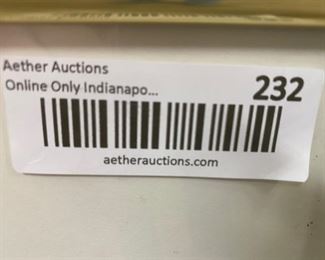 Aether Auctions
Online Only Indianapo... 232
aetherauctions.com